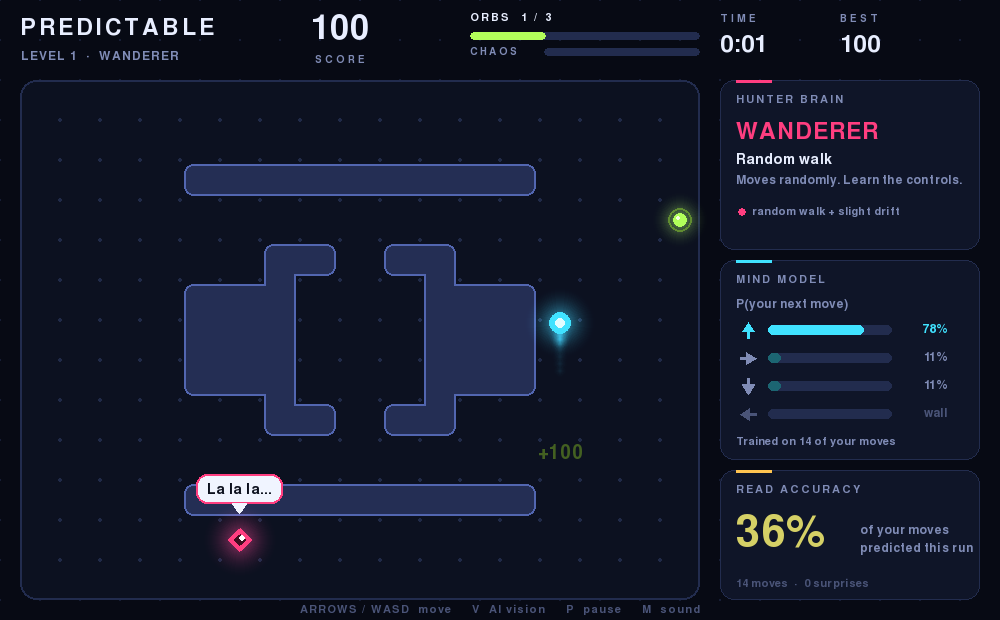 PREDICTABLE
LEVEL 1 · WANDERER
100
SCORE
ORBS 1 / 3
CHAOS
TIME
0:01
BEST
100
HUNTER BRAIN
WANDERER
Random walk
Moves randomly. Learn the controls.
random walk + slight drift
MIND MODEL
P(your next move)
78%
11%
11%
wall
Trained on 14 of your moves
READ ACCURACY
36%
of your moves
predicted this run
14 moves · 0 surprises
+100
La la la...
ARROWS / WASD move V AI vision P pause M sound